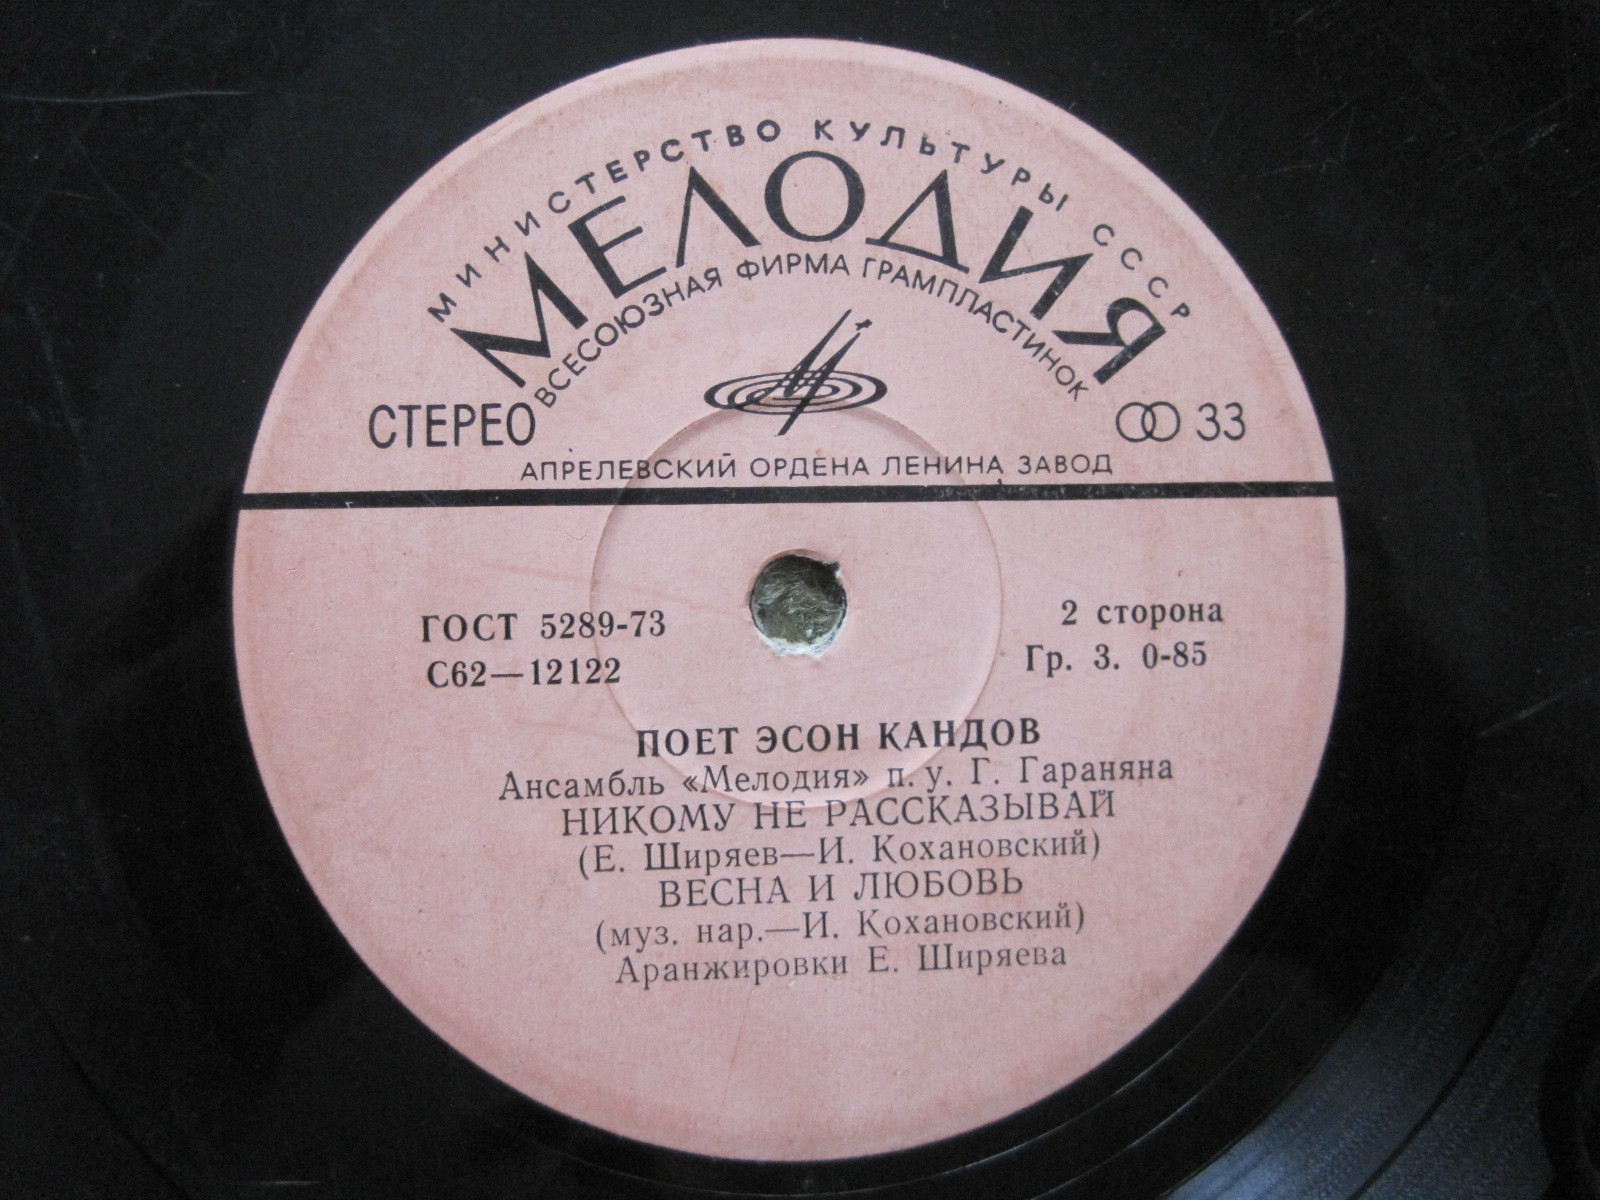 МИНИСТЕРСТВО КУЛЬТУРЫ СССР
МЕЛОДИЯ
ВСЕСОЮЗНАЯ ФИРМА ГРАМПЛАСТИНОК
СТЕРЕО
33
АПРЕЛЕВСКИЙ ОРДЕНА ЛЕНИНА ЗАВОД
ГОСТ 5289-73
2 сторона
С62—12122
Гр. 3. 0-85
ПОЕТ ЭСОН КАНДОВ
Ансамбль «Мелодия» п. у. Г. Гараняна
НИКОМУ НЕ РАССКАЗЫВАЙ
(Е. Ширяев—И. Кохановский)
ВЕСНА И ЛЮБОВЬ
(муз. нар.—И. Кохановский)
Аранжировки Е. Ширяева